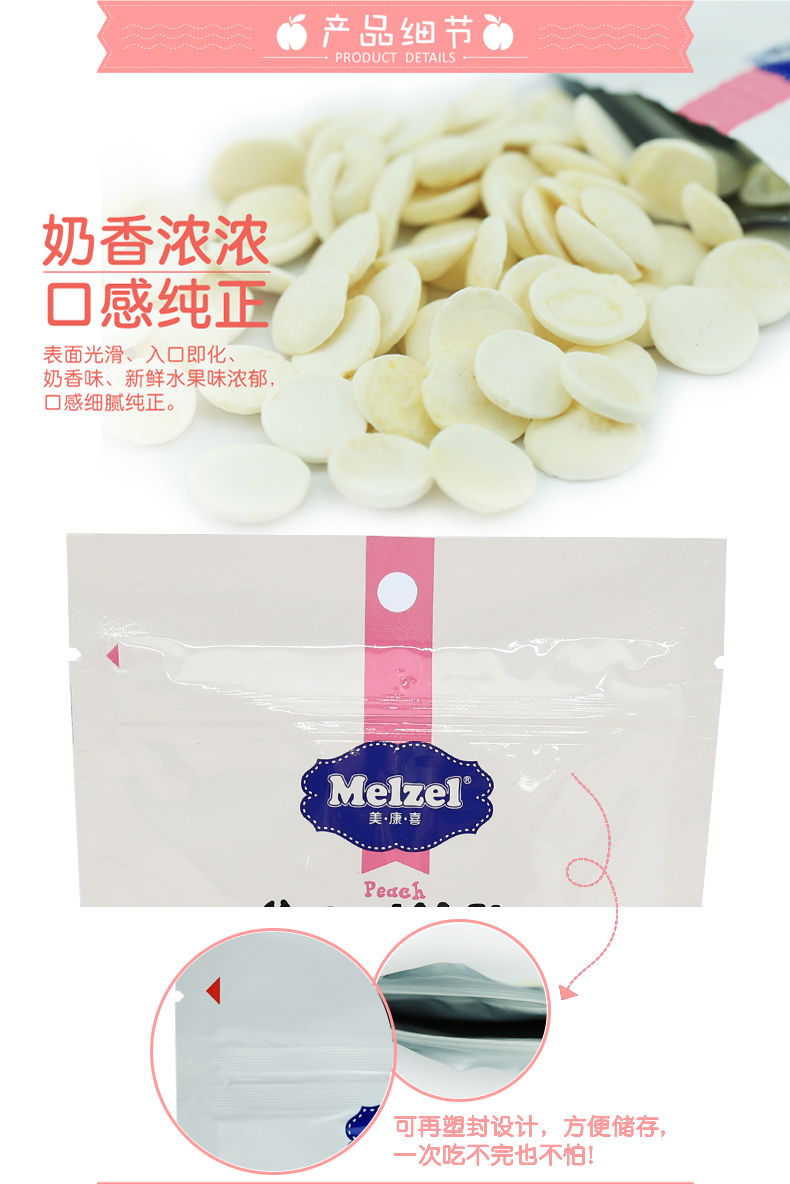 产品细节
PRODUCT DETAILS
奶香浓浓
口感纯正
表面光滑、入口即化、
奶香味、新鲜水果味浓郁,
口感细腻纯正。
Melzel®
美·康·喜
Peach
可再塑封设计，方便储存，
一次吃不完也不怕!